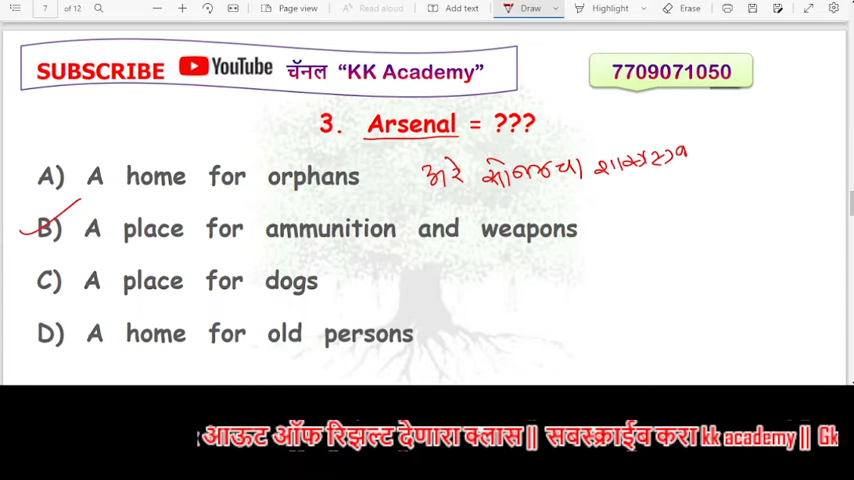 7 of 12 Page view Read aloud Add text Draw Highlight Erase
SUBSCRIBE YouTube चॅनल “KK Academy” 7709071050
3. Arsenal = ???
A) A home for orphans
अरे
B) A place for ammunition and weapons
C) A place for dogs
D) A home for old persons
आऊट ऑफ रिझल्ट देणारा क्लास || सबस्क्राईब करा kk academy || Gk